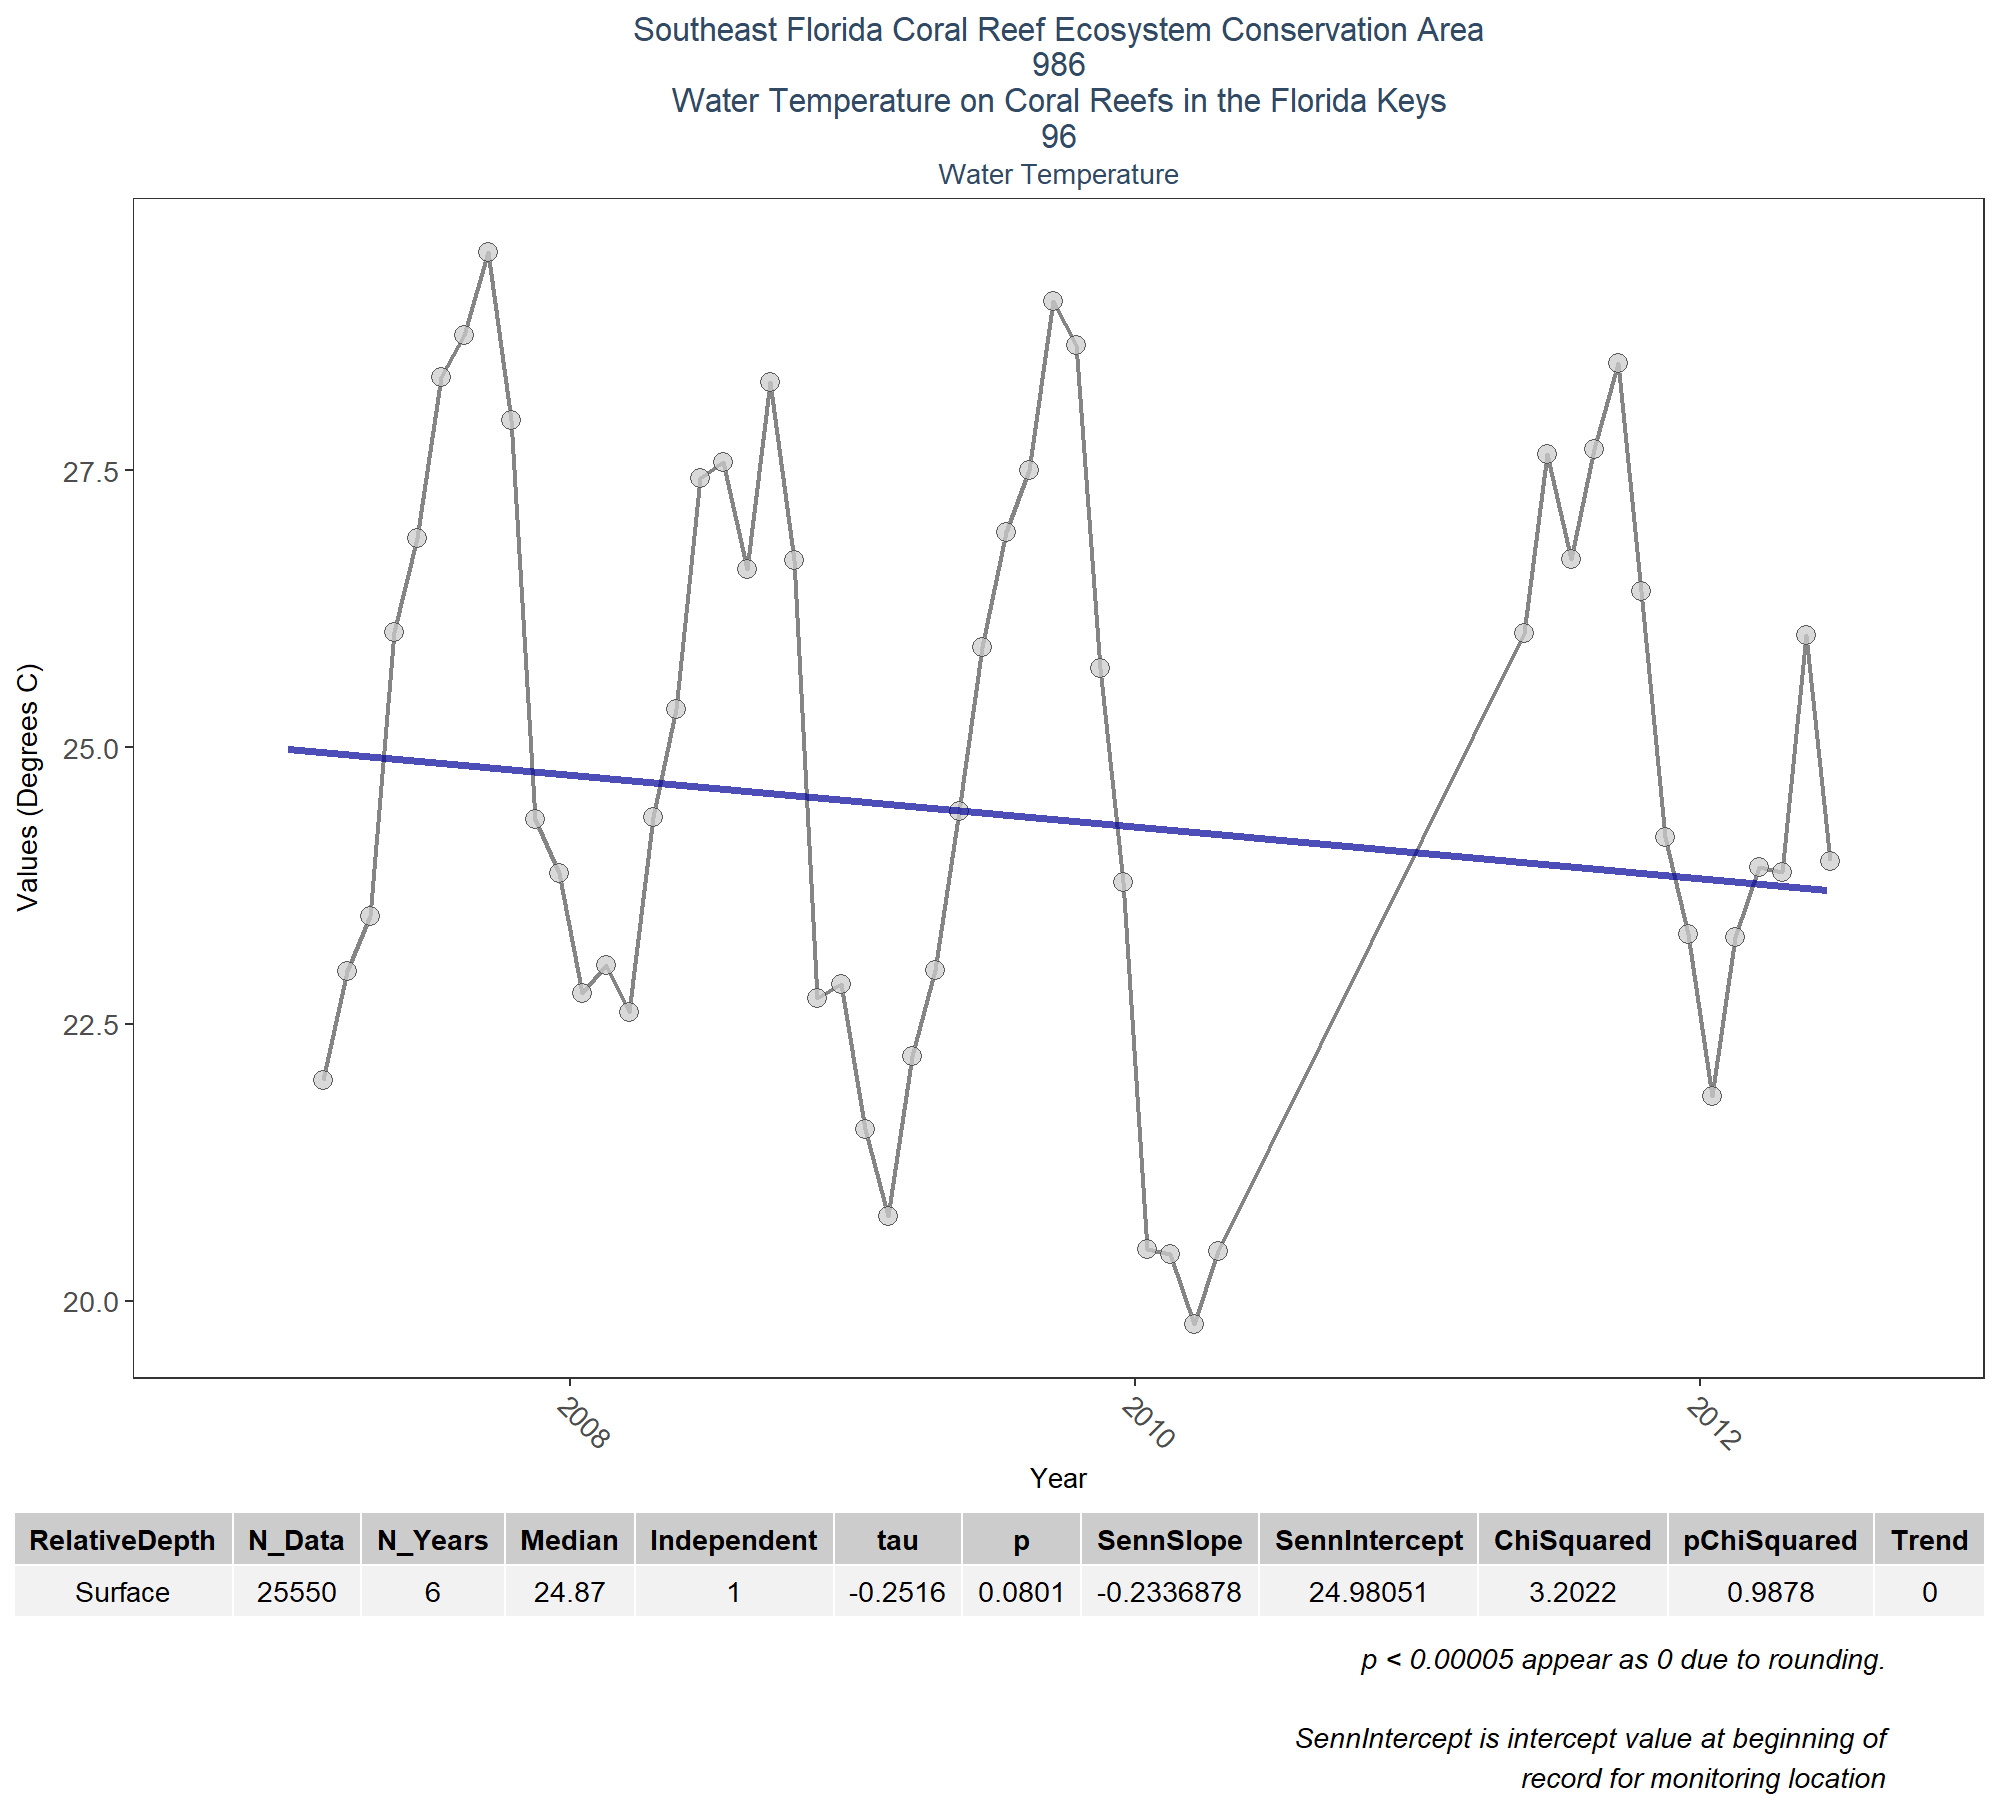 Southeast Florida Coral Reef Ecosystem Conservation Area
986
Water Temperature on Coral Reefs in the Florida Keys
96
Water Temperature
Values (Degrees C)
27.5
25.0
22.5
20.0
2008
2010
2012
Year
RelativeDepth N_Data N_Years Median Independent tau p SennSlope SennIntercept ChiSquared pChiSquared Trend
Surface 25550 6 24.87 1 -0.2516 0.0801 -0.2336878 24.98051 3.2022 0.9878 0
p < 0.00005 appear as 0 due to rounding.
SennIntercept is intercept value at beginning of
record for monitoring location